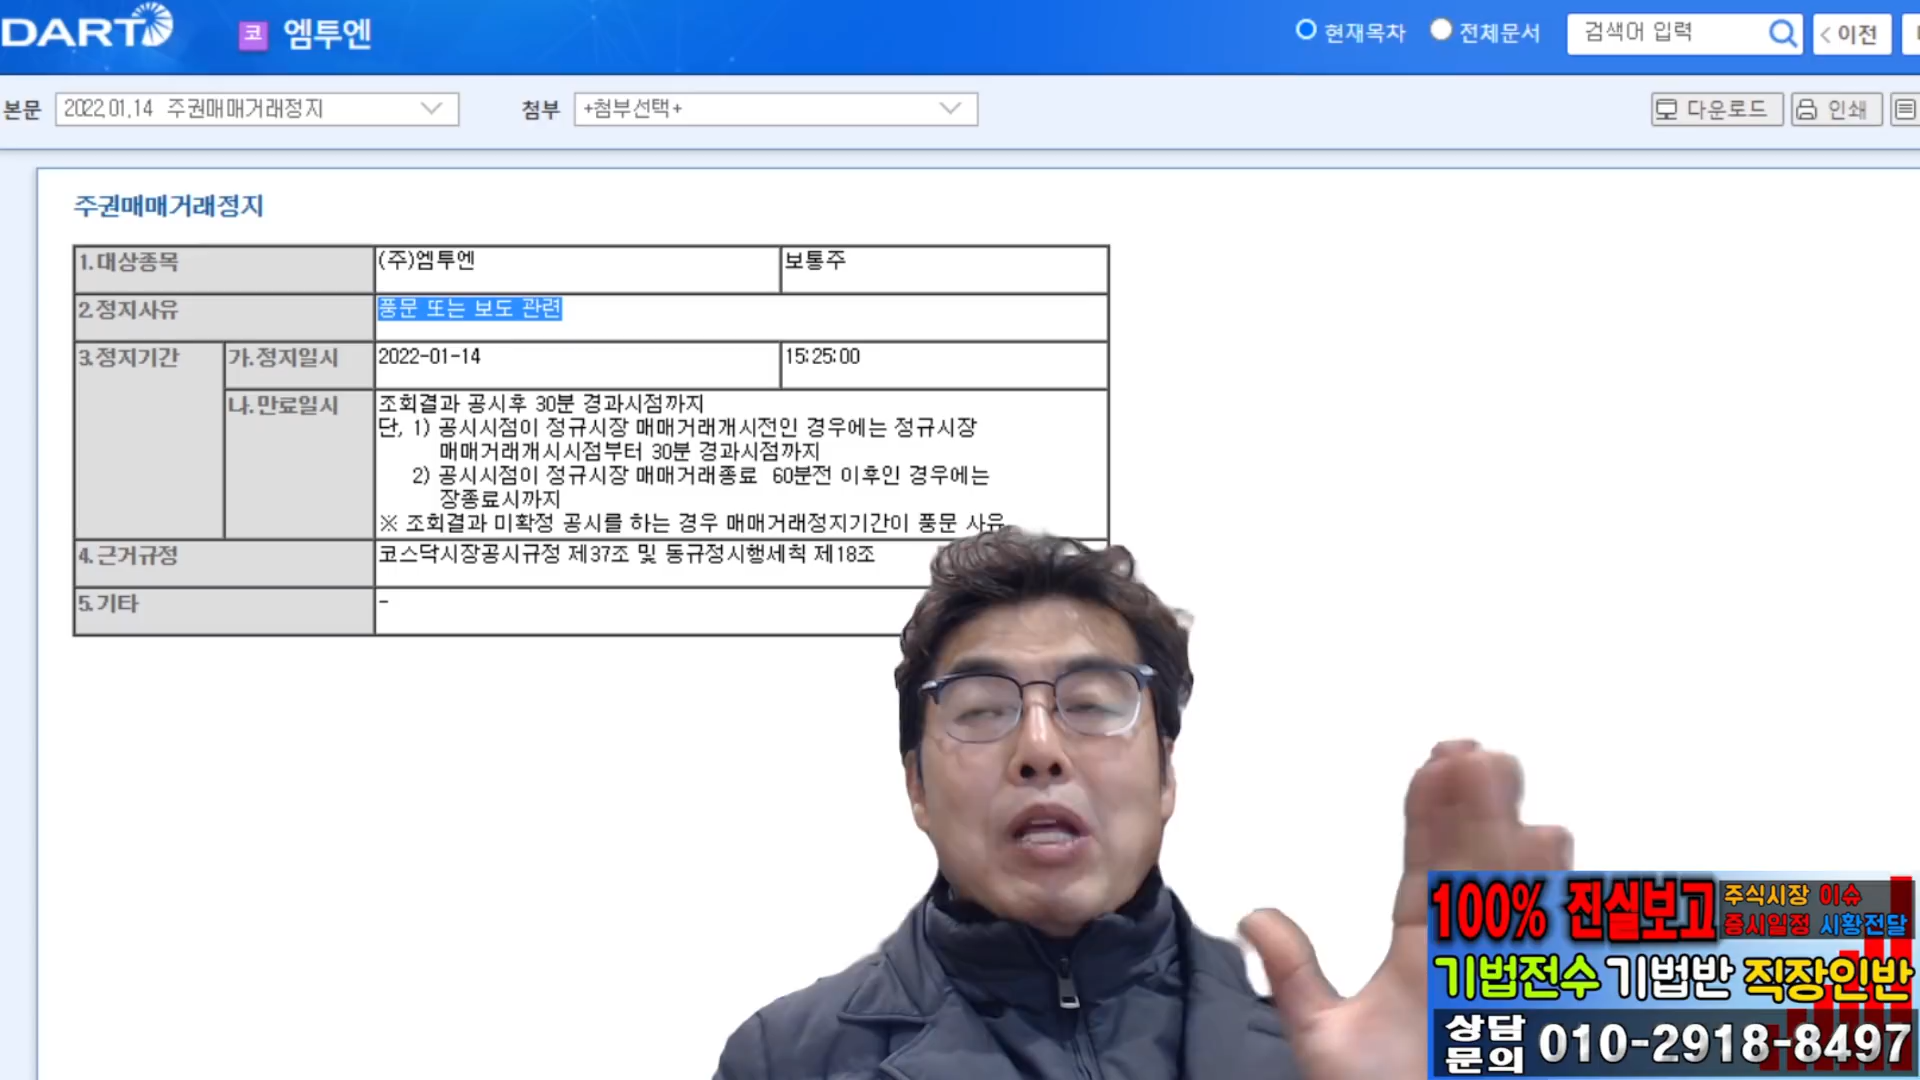 DART 코 엠투엔 현재목차 전체문서 검색어 입력 이전
본문 2022.01.14 주권매매거래정지 첨부 +첨부선택+ 다운로드 인쇄
주권매매거래정지
1.대상종목 (주)엠투엔 보통주
2.정지사유 풍문 또는 보도 관련
3.정지기간 가.정지일시 2022-01-14 15:25:00
나.만료일시 조회결과 공시후 30분 경과시점까지
단, 1) 공시시점이 정규시장 매매거래개시전인 경우에는 정규시장
매매거래개시시점부터 30분 경과시점까지
2) 공시시점이 정규시장 매매거래종료 60분전 이후인 경우에는
장종료시까지
※ 조회결과 미확정 공시를 하는 경우 매매거래정지기간이 풍문 사유
4.근거규정 코스닥시장공시규정 제37조 및 동규정시행세칙 제18조
5.기타 -
100% 진실보고 주식시장 이슈
증시일정 시황전달
기법전수 기법반 직장인반
상담
문의 010-2918-8497